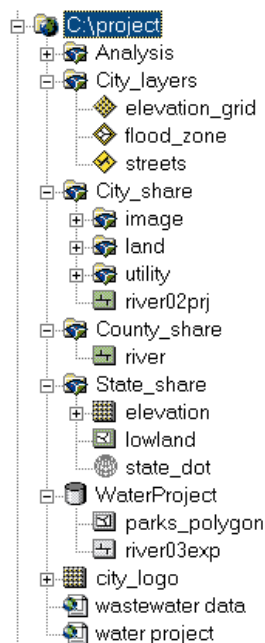 C:\project
Analysis
City_layers
elevation_grid
flood_zone
streets
City_share
image
land
utility
river02prj
County_share
river
State_share
elevation
lowland
state_dot
WaterProject
parks_polygon
river03exp
city_logo
wastewater data
water project